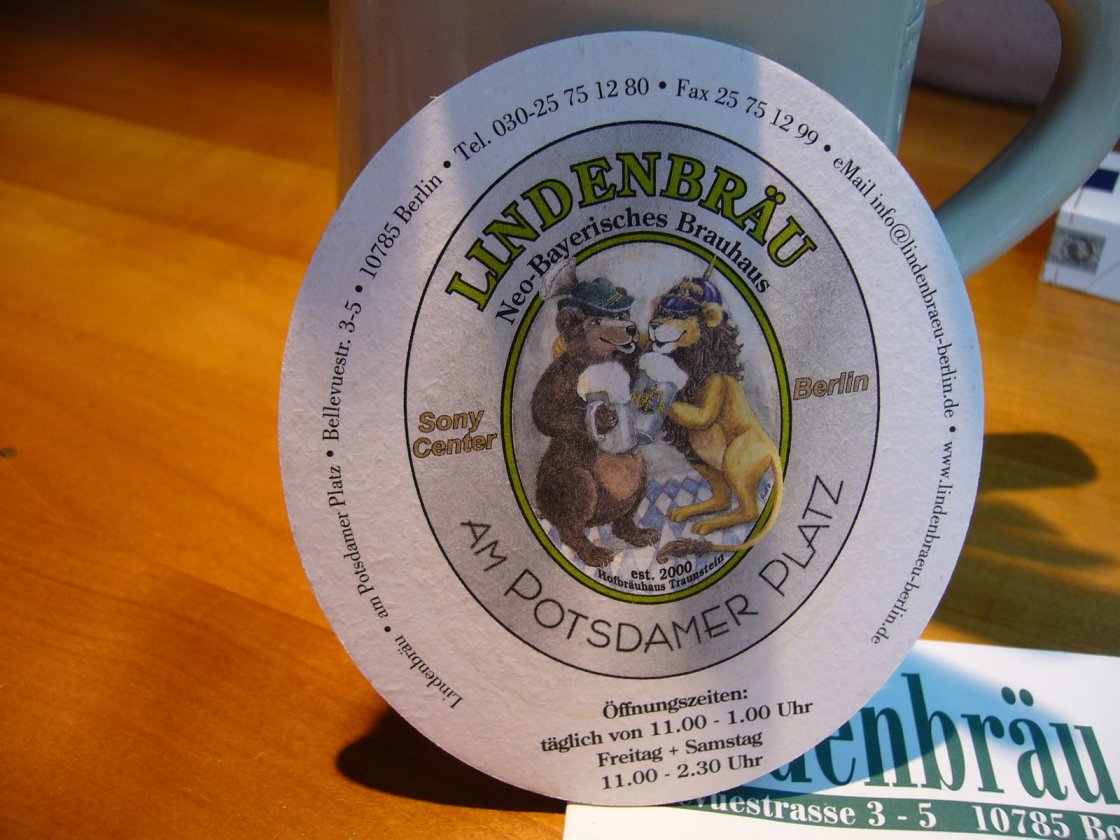 Lindenbräu • am Potsdamer Platz • Bellevuestr. 3-5 • 10785 Berlin • Tel. 030-25 75 12 80 • Fax 25 75 12 99 • eMail info@lindenbraeu-berlin.de • www.lindenbraeu-berlin.de
LINDENBRÄU
Neo-Bayerisches Brauhaus
Sony
Center
Berlin
est. 2000
Hofbräuhaus Traunstein
AM POTSDAMER PLATZ
Öffnungszeiten:
täglich von 11.00 - 1.00 Uhr
Freitag + Samstag
11.00 - 2.30 Uhr
denbräu
vuestrasse 3 - 5 10785 Be